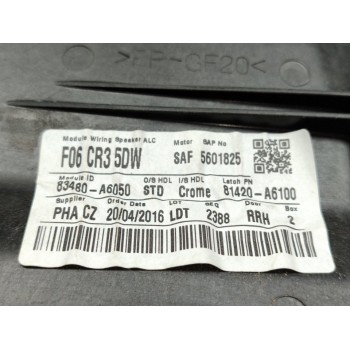 >PP-GF20<
Module Wiring Speaker ALC Motor SAP No
F06 CR3 5DW SAF 5601825
Module ID O/S HDL I/S HDL Latch PN
83480-A6050 STD Crome 81420-A6100
Supplier Order Date LDT SEQ Door Box
PHA CZ 20/04/2016 LDT 2388 RRH 2